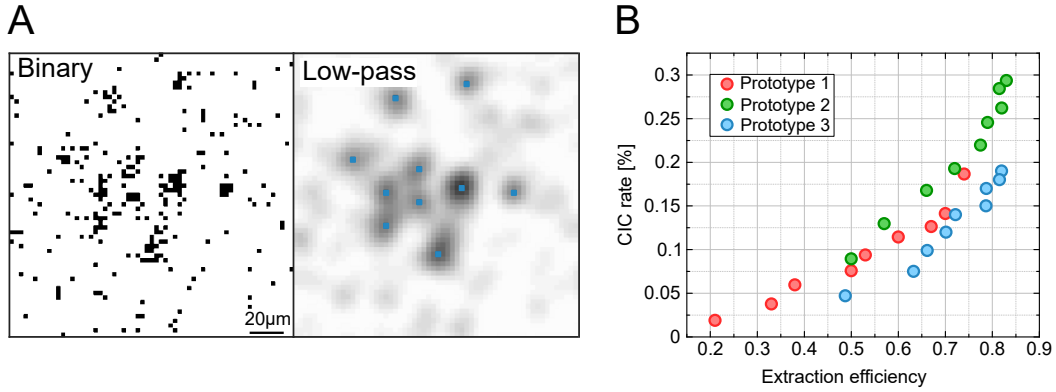 A
Binary
20μm
Low-pass
B
CIC rate [%]
0.3
0.25
0.2
0.15
0.1
0.05
0
Prototype 1
Prototype 2
Prototype 3
0.2 0.3 0.4 0.5 0.6 0.7 0.8 0.9
Extraction efficiency